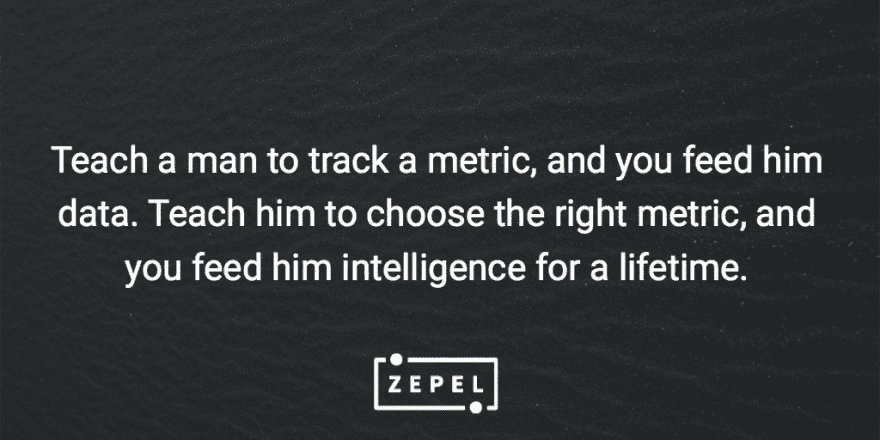 Teach a man to track a metric, and you feed him
data. Teach him to choose the right metric, and
you feed him intelligence for a lifetime.
ZEPEL